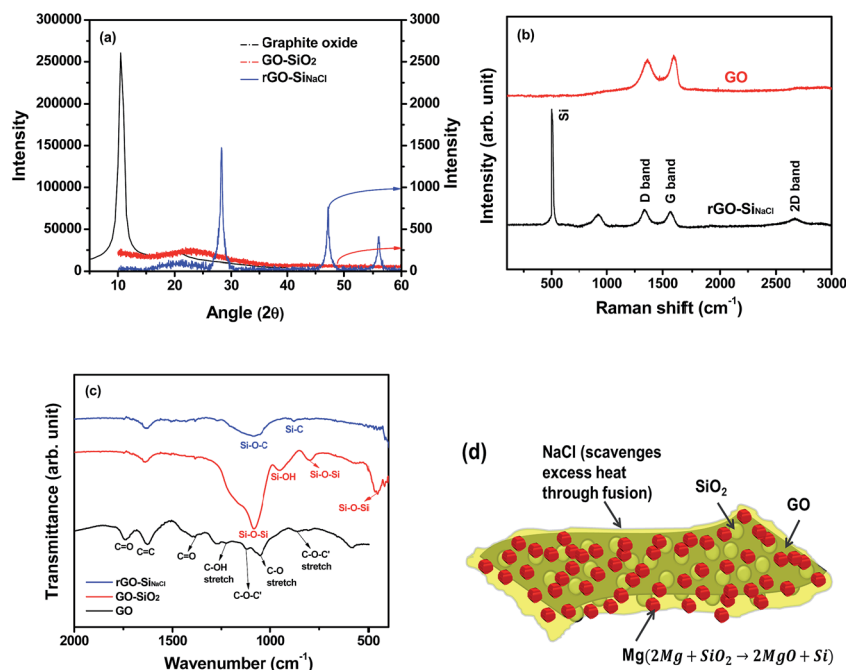 (a)
Graphite oxide
GO-SiO₂
rGO-Si_NaCl
300000
250000
200000
150000
100000
50000
0
3000
2500
2000
1500
1000
500
0
Intensity
Intensity
10 20 30 40 50 60
Angle (2θ)
(b)
GO
Si
D band
G band
2D band
rGO-Si_NaCl
Intensity (arb. unit)
500 1000 1500 2000 2500 3000
Raman shift (cm⁻¹)
(c)
Si-O-C
Si-C
Si-OH
Si-O-Si
Si-O-Si
Si-O-Si
C=O
C=C
C=O
C-OH
stretch
C-O-C'
C-O
stretch
C-O-C'
stretch
rGO-Si_NaCl
GO-SiO₂
GO
Transmittance (arb. unit)
2000 1500 1000 500
Wavenumber (cm⁻¹)
(d)
NaCl (scavenges
excess heat
through fusion)
SiO₂
GO
Mg(2Mg + SiO₂ → 2MgO + Si)